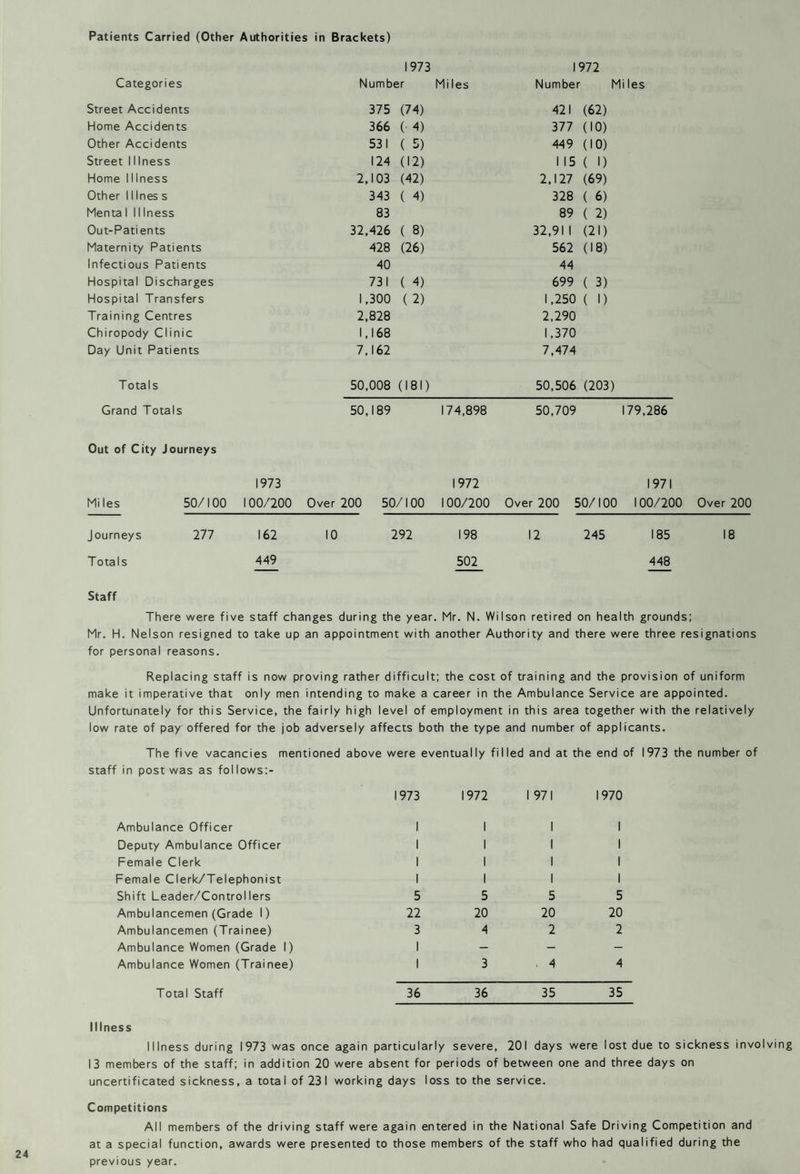 Patients Carried (Other Authorities in Brackets)
1973 1972
Categories Number Miles Number Miles
Street Accidents 375 (74) 421 (62)
Home Accidents 366 ( 4) 377 (10)
Other Accidents 531 ( 5) 449 (10)
Street Illness 124 (12) 115 ( 1)
Home Illness 2,103 (42) 2,127 (69)
Other Illness 343 ( 4) 328 ( 6)
Mental Illness 83 89 ( 2)
Out-Patients 32,426 ( 8) 32,911 (21)
Maternity Patients 428 (26) 562 (18)
Infectious Patients 40 44
Hospital Discharges 731 ( 4) 699 ( 3)
Hospital Transfers 1,300 ( 2) 1,250 ( 1)
Training Centres 2,828 2,290
Chiropody Clinic 1,168 1,370
Day Unit Patients 7,162 7,474
Totals 50,008 (181) 50,506 (203)
Grand Totals 50,189 174,898 50,709 179,286
Out of City Journeys
1973 1972 1971
Miles 50/100 100/200 Over 200 50/100 100/200 Over 200 50/100 100/200 Over 200
Journeys 277 162 10 292 198 12 245 185 18
Totals 449 502 448
Staff
There were five staff changes during the year. Mr. N. Wilson retired on health grounds;
Mr. H. Nelson resigned to take up an appointment with another Authority and there were three resignations
for personal reasons.
Replacing staff is now proving rather difficult; the cost of training and the provision of uniform
make it imperative that only men intending to make a career in the Ambulance Service are appointed.
Unfortunately for this Service, the fairly high level of employment in this area together with the relatively
low rate of pay offered for the job adversely affects both the type and number of applicants.
The five vacancies mentioned above were eventually filled and at the end of 1973 the number of
staff in post was as follows:-
1973 1972 1971 1970
Ambulance Officer 1 1 1 1
Deputy Ambulance Officer 1 1 1 1
Female Clerk 1 1 1 1
Female Clerk/Telephonist 1 1 1 1
Shift Leader/Controllers 5 5 5 5
Ambulancemen (Grade 1) 22 20 20 20
Ambulancemen (Trainee) 3 4 2 2
Ambulance Women (Grade 1) 1 — — —
Ambulance Women (Trainee) 1 3 4 4
Total Staff 36 36 35 35
Illness
Illness during 1973 was once again particularly severe, 201 days were lost due to sickness involving
13 members of the staff; in addition 20 were absent for periods of between one and three days on
uncertificated sickness, a total of 231 working days loss to the service.
Competitions
All members of the driving staff were again entered in the National Safe Driving Competition and
at a special function, awards were presented to those members of the staff who had qualified during the
previous year.
24